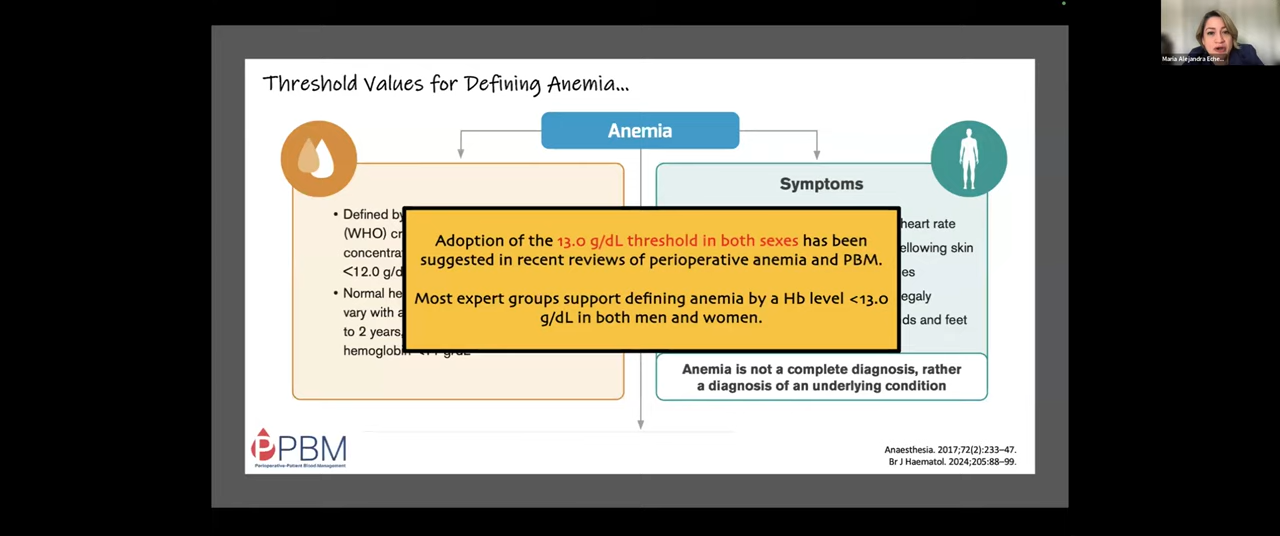 Maria Alejandra Eche...
Threshold Values for Defining Anemia...
Anemia
• Defined by
(WHO) cr
concentra
<12.0 g/d
• Normal he
vary with a
to 2 years,
hemoglobin
Adoption of the 13.0 g/dL threshold in both sexes has been
suggested in recent reviews of perioperative anemia and PBM.
Most expert groups support defining anemia by a Hb level <13.0
g/dL in both men and women.
Symptoms
heart rate
ellowing skin
es
egaly
ds and feet
Anemia is not a complete diagnosis, rather
a diagnosis of an underlying condition
PBM
Perioperative-Patient Blood Management
Anaesthesia. 2017;72(2):233–47.
Br J Haematol. 2024;205:88–99.